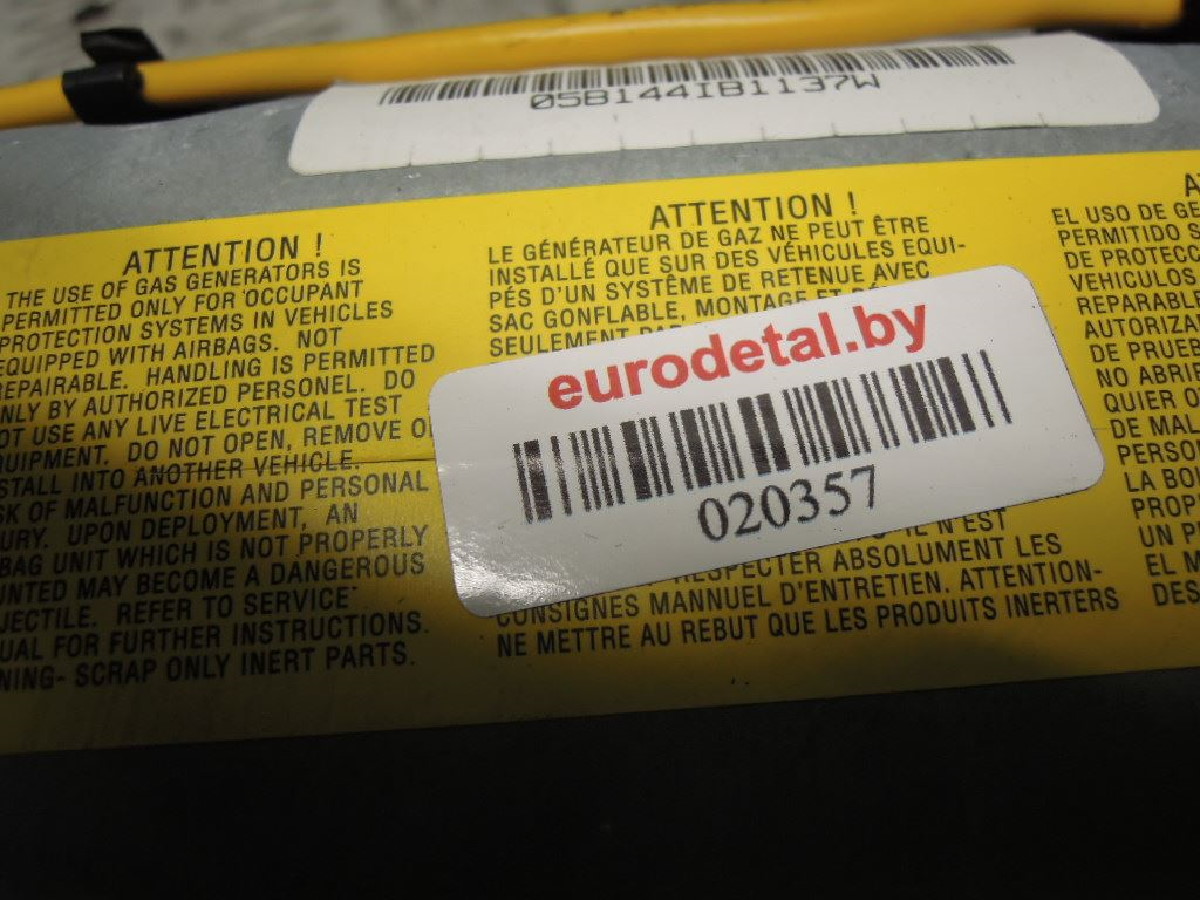 05B144IB1137W
ATTENTION !
THE USE OF GAS GENERATORS IS
PERMITTED ONLY FOR OCCUPANT
PROTECTION SYSTEMS IN VEHICLES
EQUIPPED WITH AIRBAGS. NOT
REPAIRABLE. HANDLING IS PERMITTED
ONLY BY AUTHORIZED PERSONEL. DO
NOT USE ANY LIVE ELECTRICAL TEST
QUIPMENT. DO NOT OPEN, REMOVE O
STALL INTO ANOTHER VEHICLE.
SK OF MALFUNCTION AND PERSONAL
URY. UPON DEPLOYMENT, AN
BAG UNIT WHICH IS NOT PROPERLY
UNTED MAY BECOME A DANGEROUS
JECTILE. REFER TO SERVICE
UAL FOR FURTHER INSTRUCTIONS.
NING- SCRAP ONLY INERT PARTS.
ATTENTION !
LE GÉNÉRATEUR DE GAZ NE PEUT ÊTRE
INSTALLÉ QUE SUR DES VÉHICULES EQUI-
PÉS D'UN SYSTÈME DE RETENUE AVEC
SAC GONFLABLE, MONTAGE ET
SEULEMENT
eurodetal.by
020357
IL N'EST
RESPECTER ABSOLUMENT LES
CONSIGNES MANNUEL D'ENTRETIEN. ATTENTION-
NE METTRE AU REBUT QUE LES PRODUITS INERTERS
EL USO DE GE
PERMITIDO S
DE PROTECC
VEHICULOS
REPARABLE
AUTORIZA
DE PRUEB
NO ABRIR
QUIER O
DE MAL
PERSO
LA BO
PROP
UN P
EL M
DES